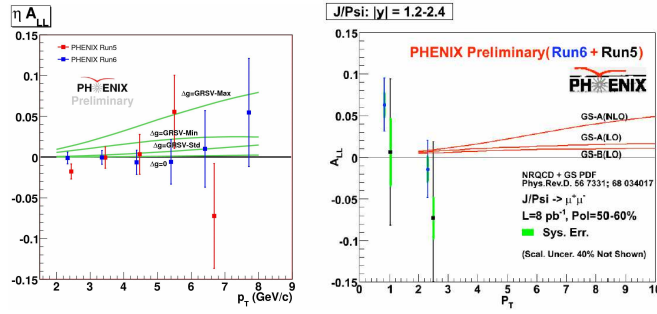 η A_LL
PHENIX Run5
PHENIX Run6
PHENIX
Preliminary
Δg=GRSV-Max
Δg=GRSV-Min
Δg=GRSV-Std
Δg=0
0.15
0.1
0.05
0
-0.05
-0.1
-0.15
1 2 3 4 5 6 7 8 9
p_T (GeV/c)
J/Psi: |y| = 1.2-2.4
PHENIX Preliminary(Run6 + Run5)
PHENIX
GS-A(NLO)
GS-A(LO)
GS-B(LO)
NRQCD + GS PDF
Phys.Rev.D. 56 7331; 68 034017
J/Psi -> μ⁺μ⁻
L=8 pb⁻¹, Pol=50-60%
Sys. Err.
(Scal. Uncer. 40% Not Shown)
A_LL
0.15
0.10
0.05
0
-0.05
-0.1
-0.15
0 2 4 6 8 10
P_T